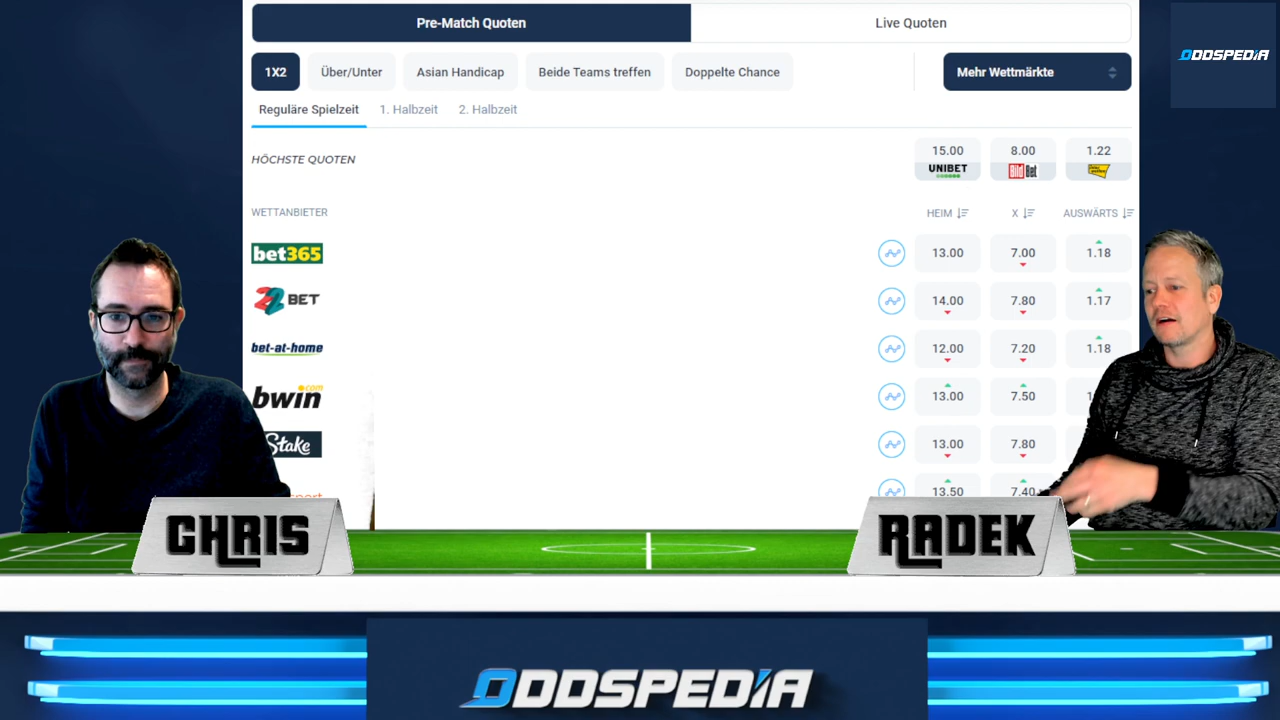 Pre-Match Quoten
Live Quoten
ODDSPEDIA
1X2
Über/Unter
Asian Handicap
Beide Teams treffen
Doppelte Chance
Mehr Wettmärkte
Reguläre Spielzeit
1. Halbzeit
2. Halbzeit
HÖCHSTE QUOTEN
15.00
8.00
1.22
UNIBET
BildBet
WETTANBIETER
HEIM
X
AUSWÄRTS
bet365
13.00
7.00
1.18
22BET
14.00
7.80
1.17
bet-at-home
12.00
7.20
1.18
bwin.com
13.00
7.50
Stake
13.00
7.80
13.50
7.40
CHRIS
RADEK
ODDSPEDIA